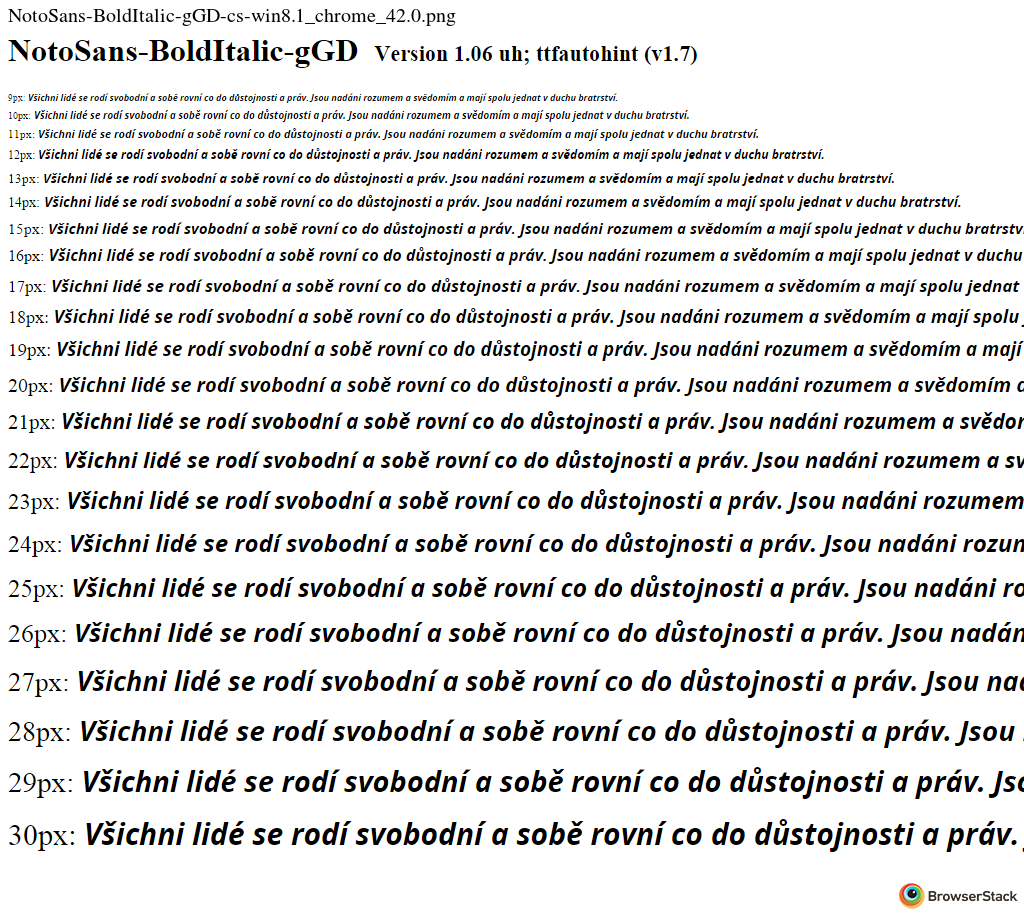 NotoSans-BoldItalic-gGD-cs-win8.1_chrome_42.0.png
NotoSans-BoldItalic-gGD Version 1.06 uh; ttfautohint (v1.7)
9px: Všichni lidé se rodí svobodní a sobě rovní co do důstojnosti a práv. Jsou nadáni rozumem a svědomím a mají spolu jednat v duchu bratrství.
10px: Všichni lidé se rodí svobodní a sobě rovní co do důstojnosti a práv. Jsou nadáni rozumem a svědomím a mají spolu jednat v duchu bratrství.
11px: Všichni lidé se rodí svobodní a sobě rovní co do důstojnosti a práv. Jsou nadáni rozumem a svědomím a mají spolu jednat v duchu bratrství.
12px: Všichni lidé se rodí svobodní a sobě rovní co do důstojnosti a práv. Jsou nadáni rozumem a svědomím a mají spolu jednat v duchu bratrství.
13px: Všichni lidé se rodí svobodní a sobě rovní co do důstojnosti a práv. Jsou nadáni rozumem a svědomím a mají spolu jednat v duchu bratrství.
14px: Všichni lidé se rodí svobodní a sobě rovní co do důstojnosti a práv. Jsou nadáni rozumem a svědomím a mají spolu jednat v duchu bratrství.
15px: Všichni lidé se rodí svobodní a sobě rovní co do důstojnosti a práv. Jsou nadáni rozumem a svědomím a mají spolu jednat v duchu bratrstv
16px: Všichni lidé se rodí svobodní a sobě rovní co do důstojnosti a práv. Jsou nadáni rozumem a svědomím a mají spolu jednat v duchu
17px: Všichni lidé se rodí svobodní a sobě rovní co do důstojnosti a práv. Jsou nadáni rozumem a svědomím a mají spolu jednat
18px: Všichni lidé se rodí svobodní a sobě rovní co do důstojnosti a práv. Jsou nadáni rozumem a svědomím a mají spolu
19px: Všichni lidé se rodí svobodní a sobě rovní co do důstojnosti a práv. Jsou nadáni rozumem a svědomím a mají
20px: Všichni lidé se rodí svobodní a sobě rovní co do důstojnosti a práv. Jsou nadáni rozumem a svědomím a
21px: Všichni lidé se rodí svobodní a sobě rovní co do důstojnosti a práv. Jsou nadáni rozumem a svědom
22px: Všichni lidé se rodí svobodní a sobě rovní co do důstojnosti a práv. Jsou nadáni rozumem a sv
23px: Všichni lidé se rodí svobodní a sobě rovní co do důstojnosti a práv. Jsou nadáni rozumem
24px: Všichni lidé se rodí svobodní a sobě rovní co do důstojnosti a práv. Jsou nadáni rozum
25px: Všichni lidé se rodí svobodní a sobě rovní co do důstojnosti a práv. Jsou nadáni ro
26px: Všichni lidé se rodí svobodní a sobě rovní co do důstojnosti a práv. Jsou nadán
27px: Všichni lidé se rodí svobodní a sobě rovní co do důstojnosti a práv. Jsou nad
28px: Všichni lidé se rodí svobodní a sobě rovní co do důstojnosti a práv. Jsou
29px: Všichni lidé se rodí svobodní a sobě rovní co do důstojnosti a práv. Jso
30px: Všichni lidé se rodí svobodní a sobě rovní co do důstojnosti a práv.
BrowserStack